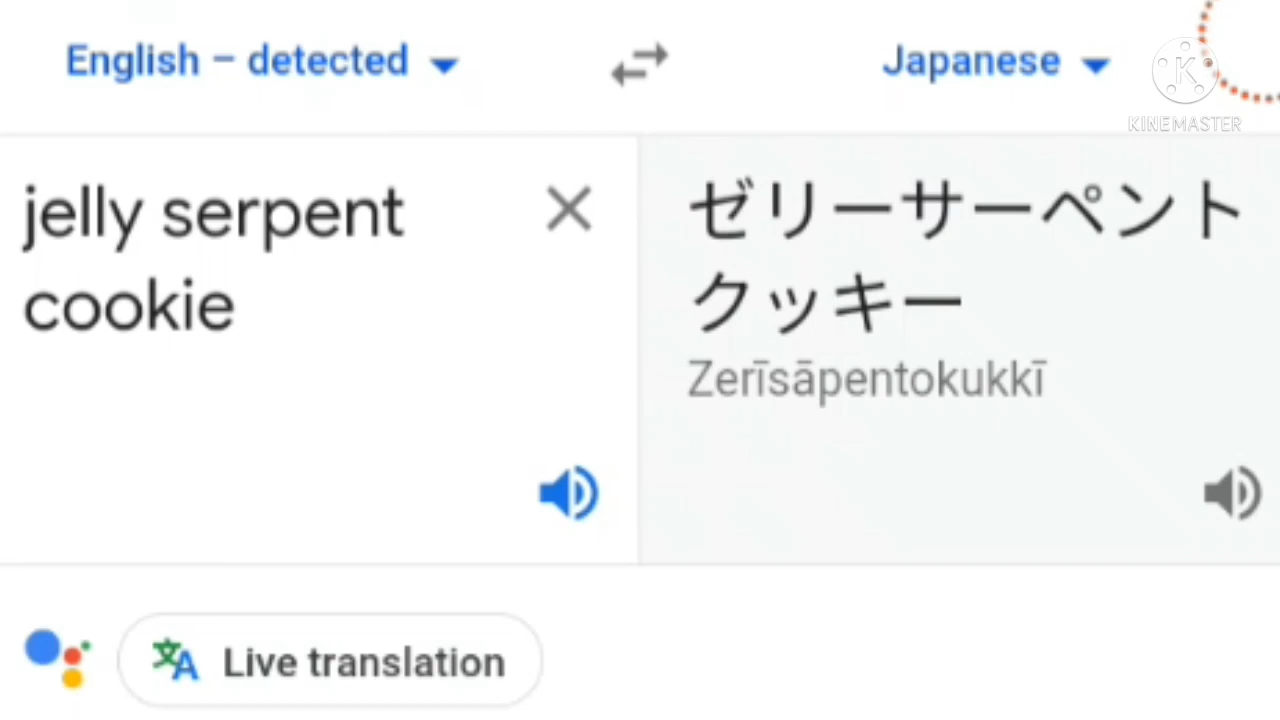 English – detected
Japanese
KINEMASTER
jelly serpent
cookie
ゼリーサーペント
クッキー
Zerīsāpentokukkī
Live translation